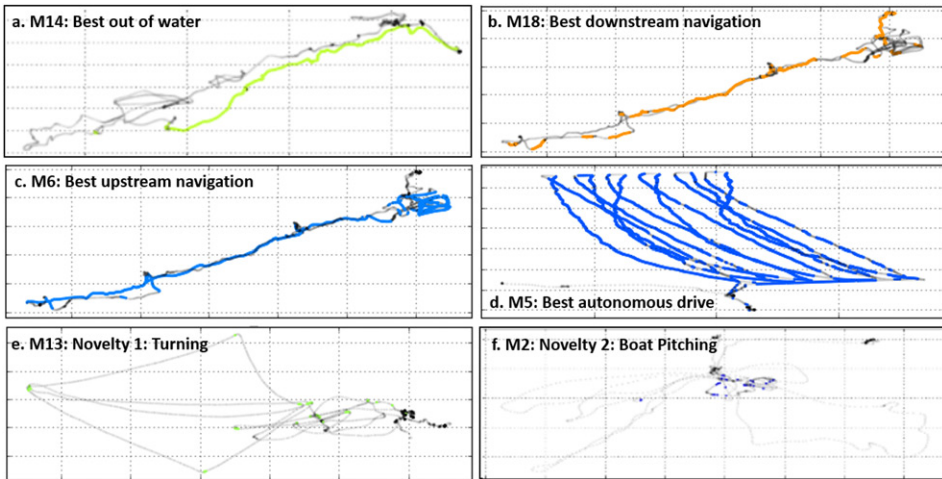 a. M14: Best out of water
b. M18: Best downstream navigation
c. M6: Best upstream navigation
d. M5: Best autonomous drive
e. M13: Novelty 1: Turning
f. M2: Novelty 2: Boat Pitching